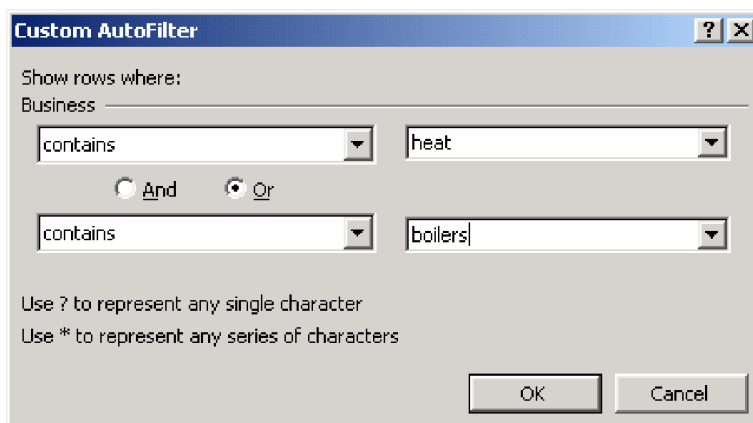 Custom AutoFilter ? X
Show rows where:
Business
contains heat
And Or
contains boilers
Use ? to represent any single character
Use * to represent any series of characters
OK Cancel